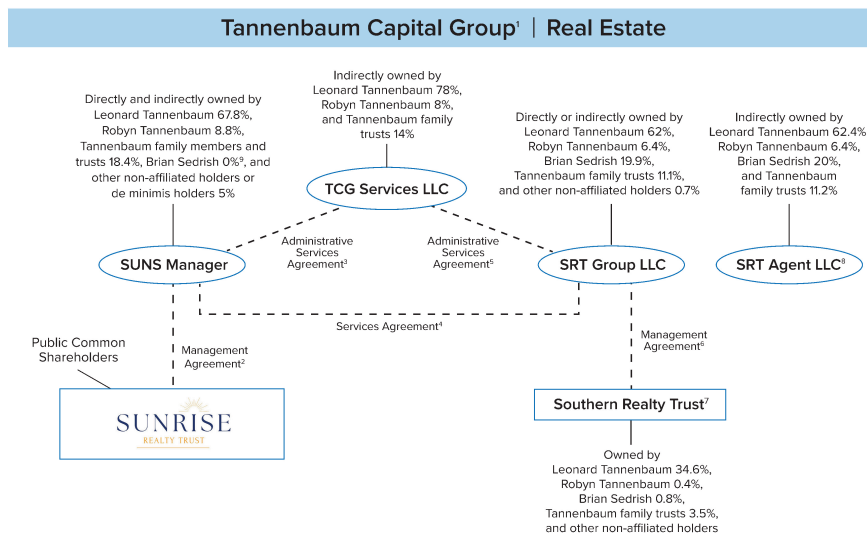 Tannenbaum Capital Group¹ | Real Estate
Directly and indirectly owned by
Leonard Tannenbaum 67.8%,
Robyn Tannenbaum 8.8%,
Tannenbaum family members and
trusts 18.4%, Brian Sedrish 0%⁹, and
other non-affiliated holders or
de minimis holders 5%
Indirectly owned by
Leonard Tannenbaum 78%,
Robyn Tannenbaum 8%,
and Tannenbaum family
trusts 14%
Directly or indirectly owned by
Leonard Tannenbaum 62%,
Robyn Tannenbaum 6.4%,
Brian Sedrish 19.9%,
Tannenbaum family trusts 11.1%,
and other non-affiliated holders 0.7%
Indirectly owned by
Leonard Tannenbaum 62.4%
Robyn Tannenbaum 6.4%,
Brian Sedrish 20%,
and Tannenbaum
family trusts 11.2%
TCG Services LLC
Administrative
Services
Agreement³
Administrative
Services
Agreement⁵
SUNS Manager
SRT Group LLC
SRT Agent LLC⁸
Services Agreement⁴
Public Common
Shareholders
Management
Agreement²
Management
Agreement⁶
SUNRISE
REALTY TRUST
Southern Realty Trust⁷
Owned by
Leonard Tannenbaum 34.6%,
Robyn Tannenbaum 0.4%,
Brian Sedrish 0.8%,
Tannenbaum family trusts 3.5%,
and other non-affiliated holders